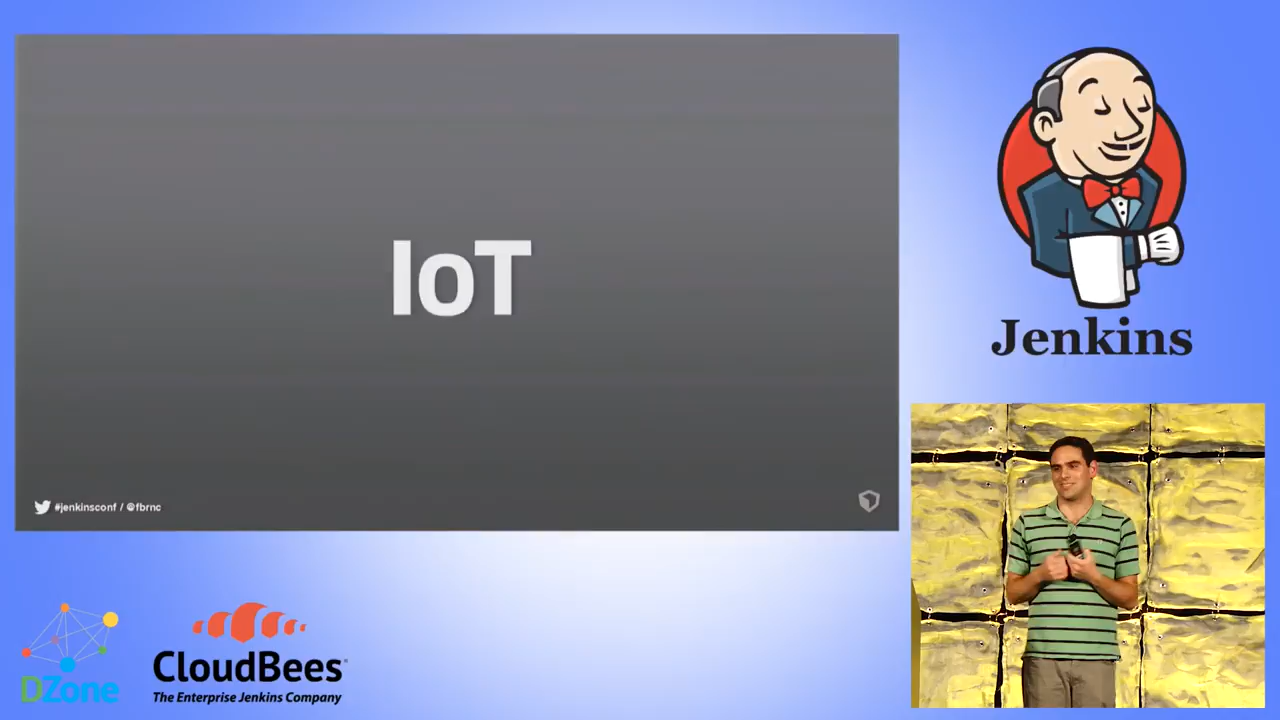 IoT
#jenkinsconf / @fbrnc
Jenkins
DZone
CloudBees
The Enterprise Jenkins Company